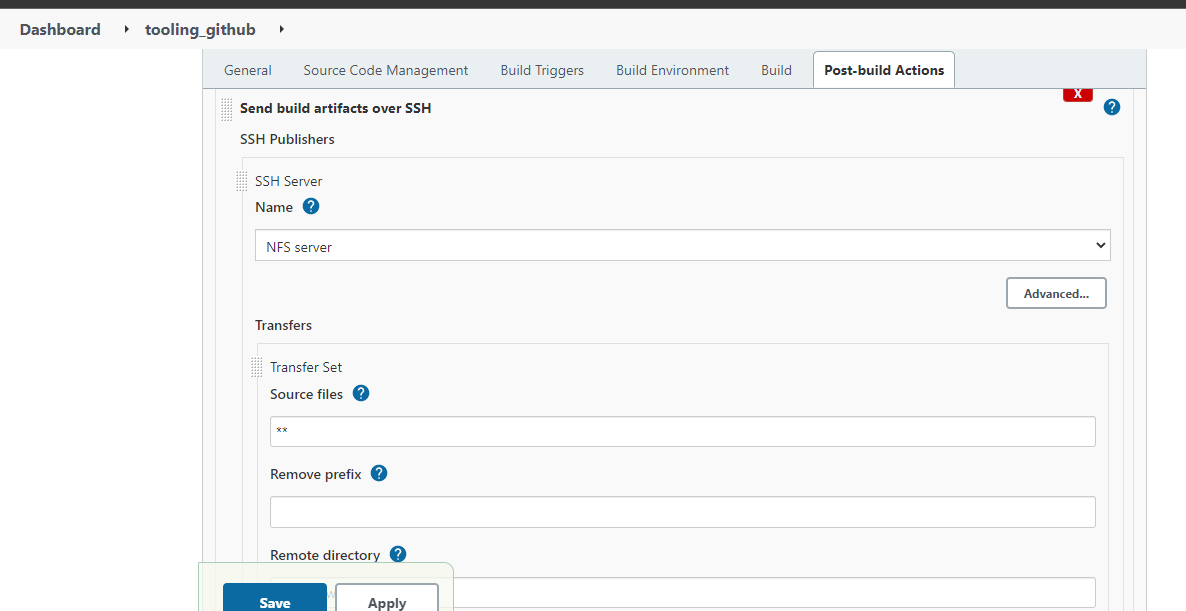 Dashboard tooling_github
General Source Code Management Build Triggers Build Environment Build Post-build Actions
Send build artifacts over SSH
X
?
SSH Publishers
SSH Server
Name ?
NFS server
Advanced...
Transfers
Transfer Set
Source files ?
**
Remove prefix ?
Remote directory ?
Save Apply